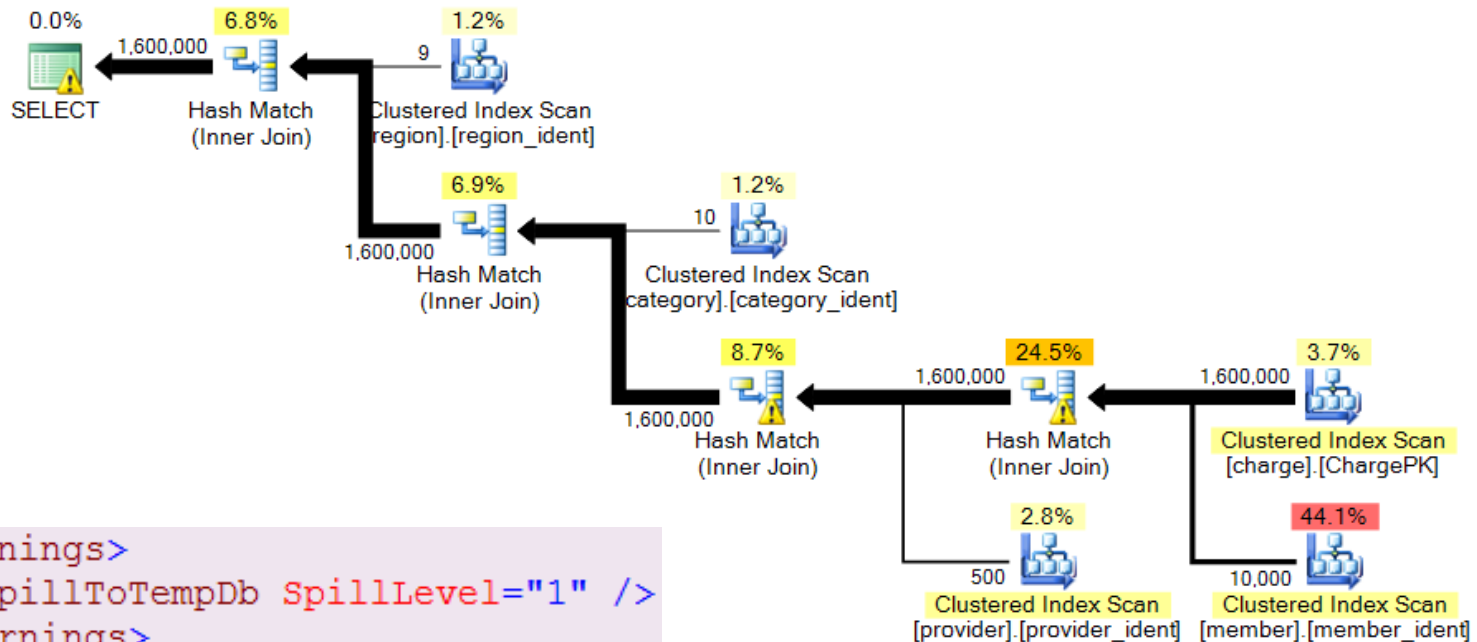 0.0%
6.8%
1.2%
1,600,000
9
SELECT
Hash Match
(Inner Join)
Clustered Index Scan
region].[region_ident]
6.9%
1.2%
10
1,600,000
Hash Match
(Inner Join)
Clustered Index Scan
category].[category_ident]
8.7%
24.5%
3.7%
1,600,000
1,600,000
1,600,000
Hash Match
(Inner Join)
Hash Match
(Inner Join)
Clustered Index Scan
[charge].[ChargePK]
2.8%
44.1%
500
10,000
Clustered Index Scan
[provider].[provider_ident]
Clustered Index Scan
[member].[member_ident]
nings>
pillToTempDb SpillLevel="1" />
rnings>